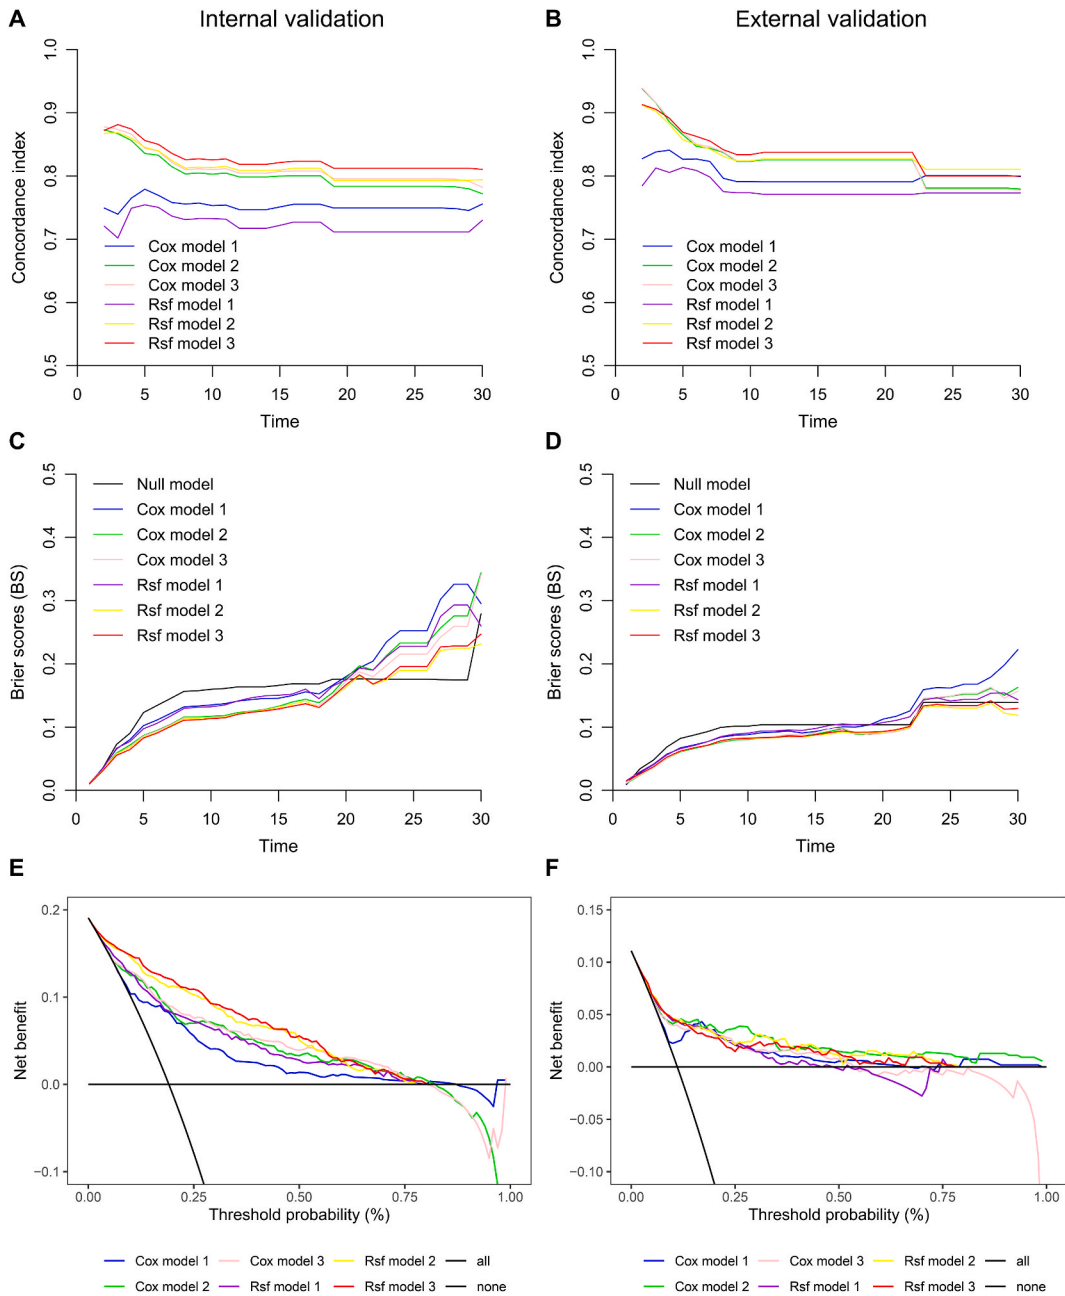 A Internal validation
B External validation
Concordance index
1.0
0.9
0.8
0.7
0.6
0.5
Cox model 1
Cox model 2
Cox model 3
Rsf model 1
Rsf model 2
Rsf model 3
0 5 10 15 20 25 30
Time
Concordance index
1.0
0.9
0.8
0.7
0.6
0.5
Cox model 1
Cox model 2
Cox model 3
Rsf model 1
Rsf model 2
Rsf model 3
0 5 10 15 20 25 30
Time
C
Brier scores (BS)
0.5
0.4
0.3
0.2
0.1
0.0
Null model
Cox model 1
Cox model 2
Cox model 3
Rsf model 1
Rsf model 2
Rsf model 3
0 5 10 15 20 25 30
Time
D
Brier scores (BS)
0.5
0.4
0.3
0.2
0.1
0.0
Null model
Cox model 1
Cox model 2
Cox model 3
Rsf model 1
Rsf model 2
Rsf model 3
0 5 10 15 20 25 30
Time
E
Net benefit
0.2
0.1
0.0
−0.1
0.00 0.25 0.50 0.75 1.00
Threshold probability (%)
Cox model 1 Cox model 3 Rsf model 2 all
Cox model 2 Rsf model 1 Rsf model 3 none
F
Net benefit
0.15
0.10
0.05
0.00
−0.05
−0.10
0.00 0.25 0.50 0.75 1.00
Threshold probability (%)
Cox model 1 Cox model 3 Rsf model 2 all
Cox model 2 Rsf model 1 Rsf model 3 none